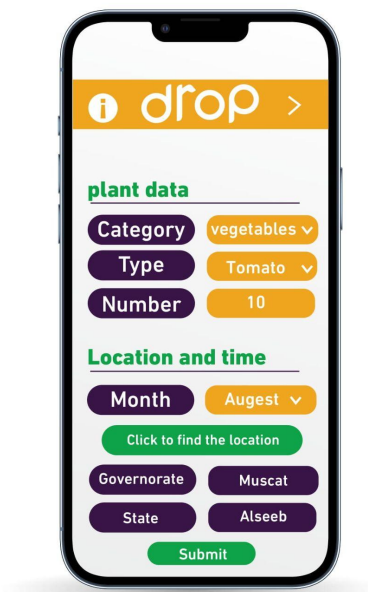 drop >
plant data
Category vegetables
Type Tomato
Number 10
Location and time
Month Augest
Click to find the location
Governorate Muscat
State Alseeb
Submit